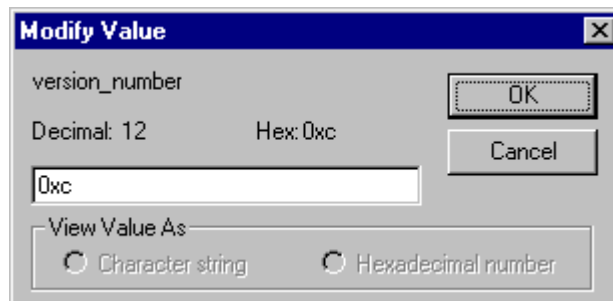 Modify Value
version_number
OK
Decimal: 12 Hex: 0xc
Cancel
0xc
View Value As
Character string Hexadecimal number